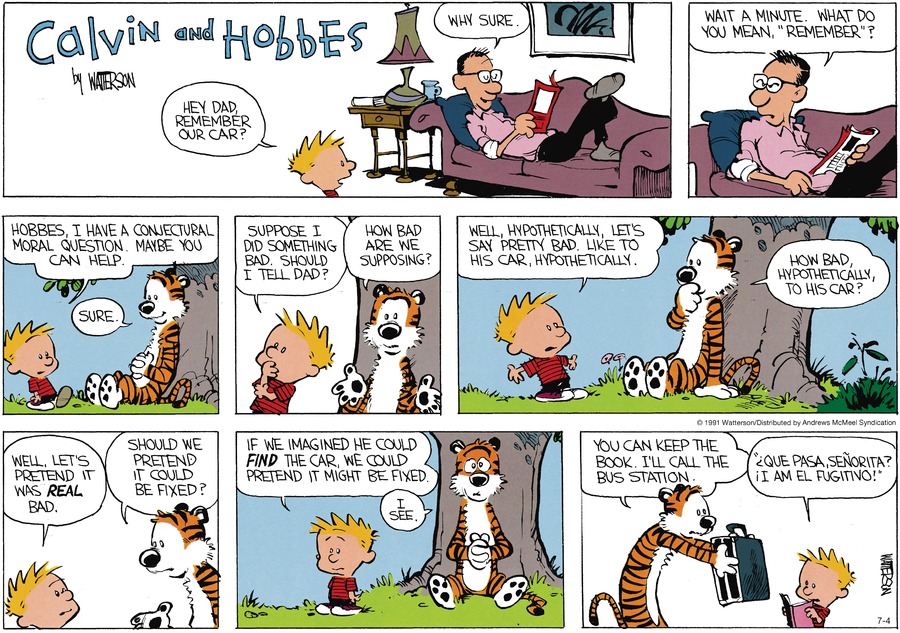 Calvin and Hobbes
by WATTERSON
HEY DAD,
REMEMBER
OUR CAR?
WHY SURE.
WAIT A MINUTE. WHAT DO
YOU MEAN, "REMEMBER"?
HOBBES, I HAVE A CONJECTURAL
MORAL QUESTION. MAYBE YOU
CAN HELP.
SURE.
SUPPOSE I
DID SOMETHING
BAD. SHOULD
I TELL DAD?
HOW BAD
ARE WE
SUPPOSING?
WELL, HYPOTHETICALLY, LET'S
SAY PRETTY BAD. LIKE TO
HIS CAR, HYPOTHETICALLY.
HOW BAD,
HYPOTHETICALLY,
TO HIS CAR?
© 1991 Watterson/Distributed by Andrews McMeel Syndication
WELL, LET'S
PRETEND IT
WAS REAL
BAD.
SHOULD WE
PRETEND
IT COULD
BE FIXED?
IF WE IMAGINED HE COULD
FIND THE CAR, WE COULD
PRETEND IT MIGHT BE FIXED.
I
SEE.
YOU CAN KEEP THE
BOOK. I'LL CALL THE
BUS STATION.
"¿QUE PASA, SEÑORITA?
¡I AM EL FUGITIVO!"
WATTERSON
7-4